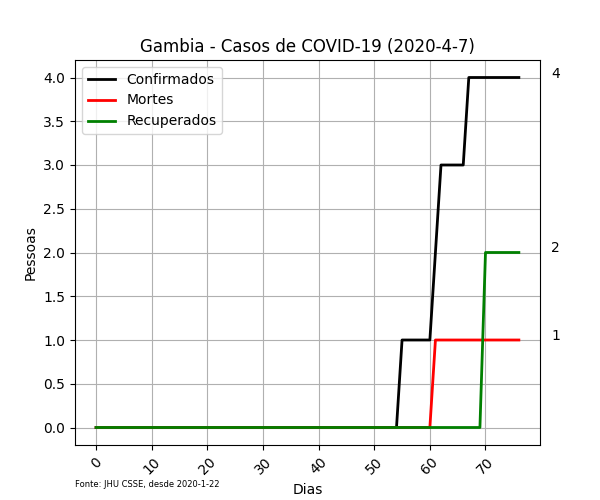 Gambia - Casos de COVID-19 (2020-4-7)
Confirmados
Mortes
Recuperados
Pessoas
4.0
3.5
3.0
2.5
2.0
1.5
1.0
0.5
0.0
4
2
1
0 10 20 30 40 50 60 70
Dias
Fonte: JHU CSSE, desde 2020-1-22